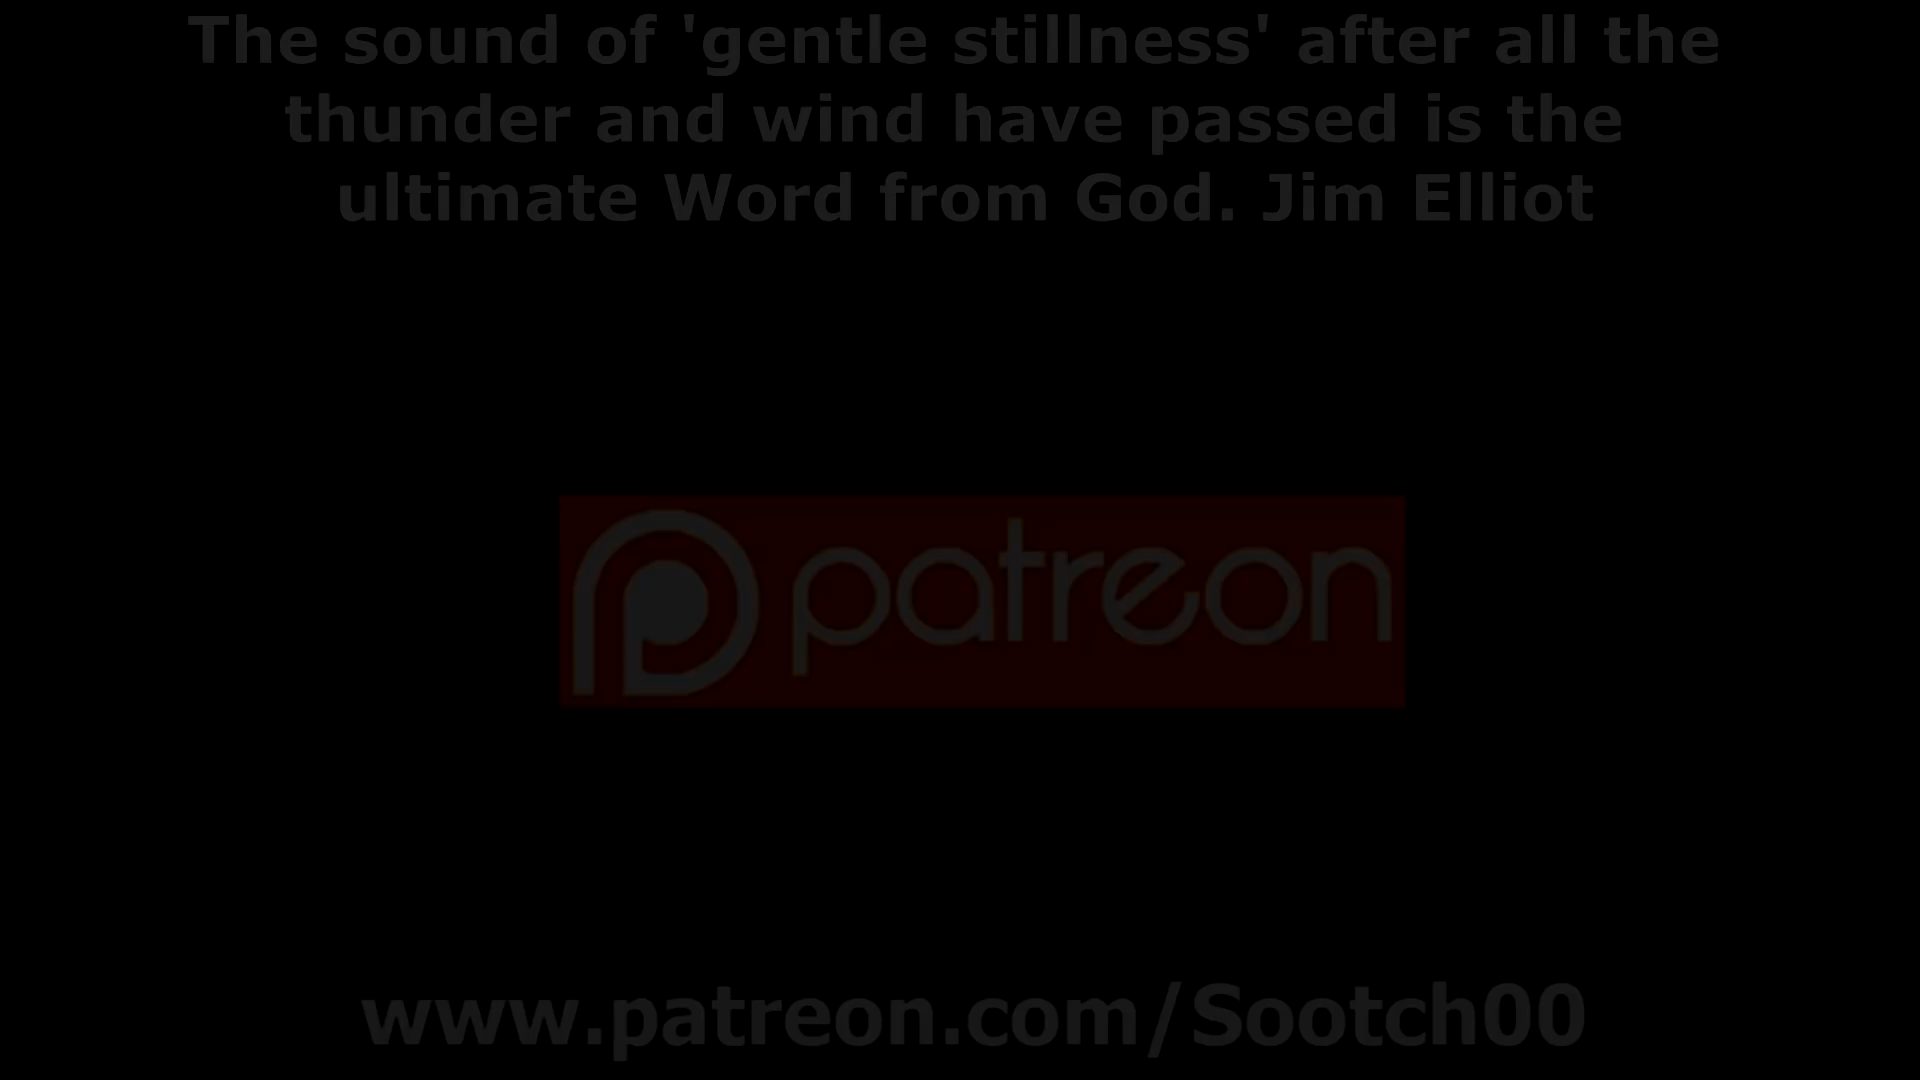 The sound of 'gentle stillness' after all the
thunder and wind have passed is the
ultimate Word from God. Jim Elliot
patreon
www.patreon.com/Sootch00